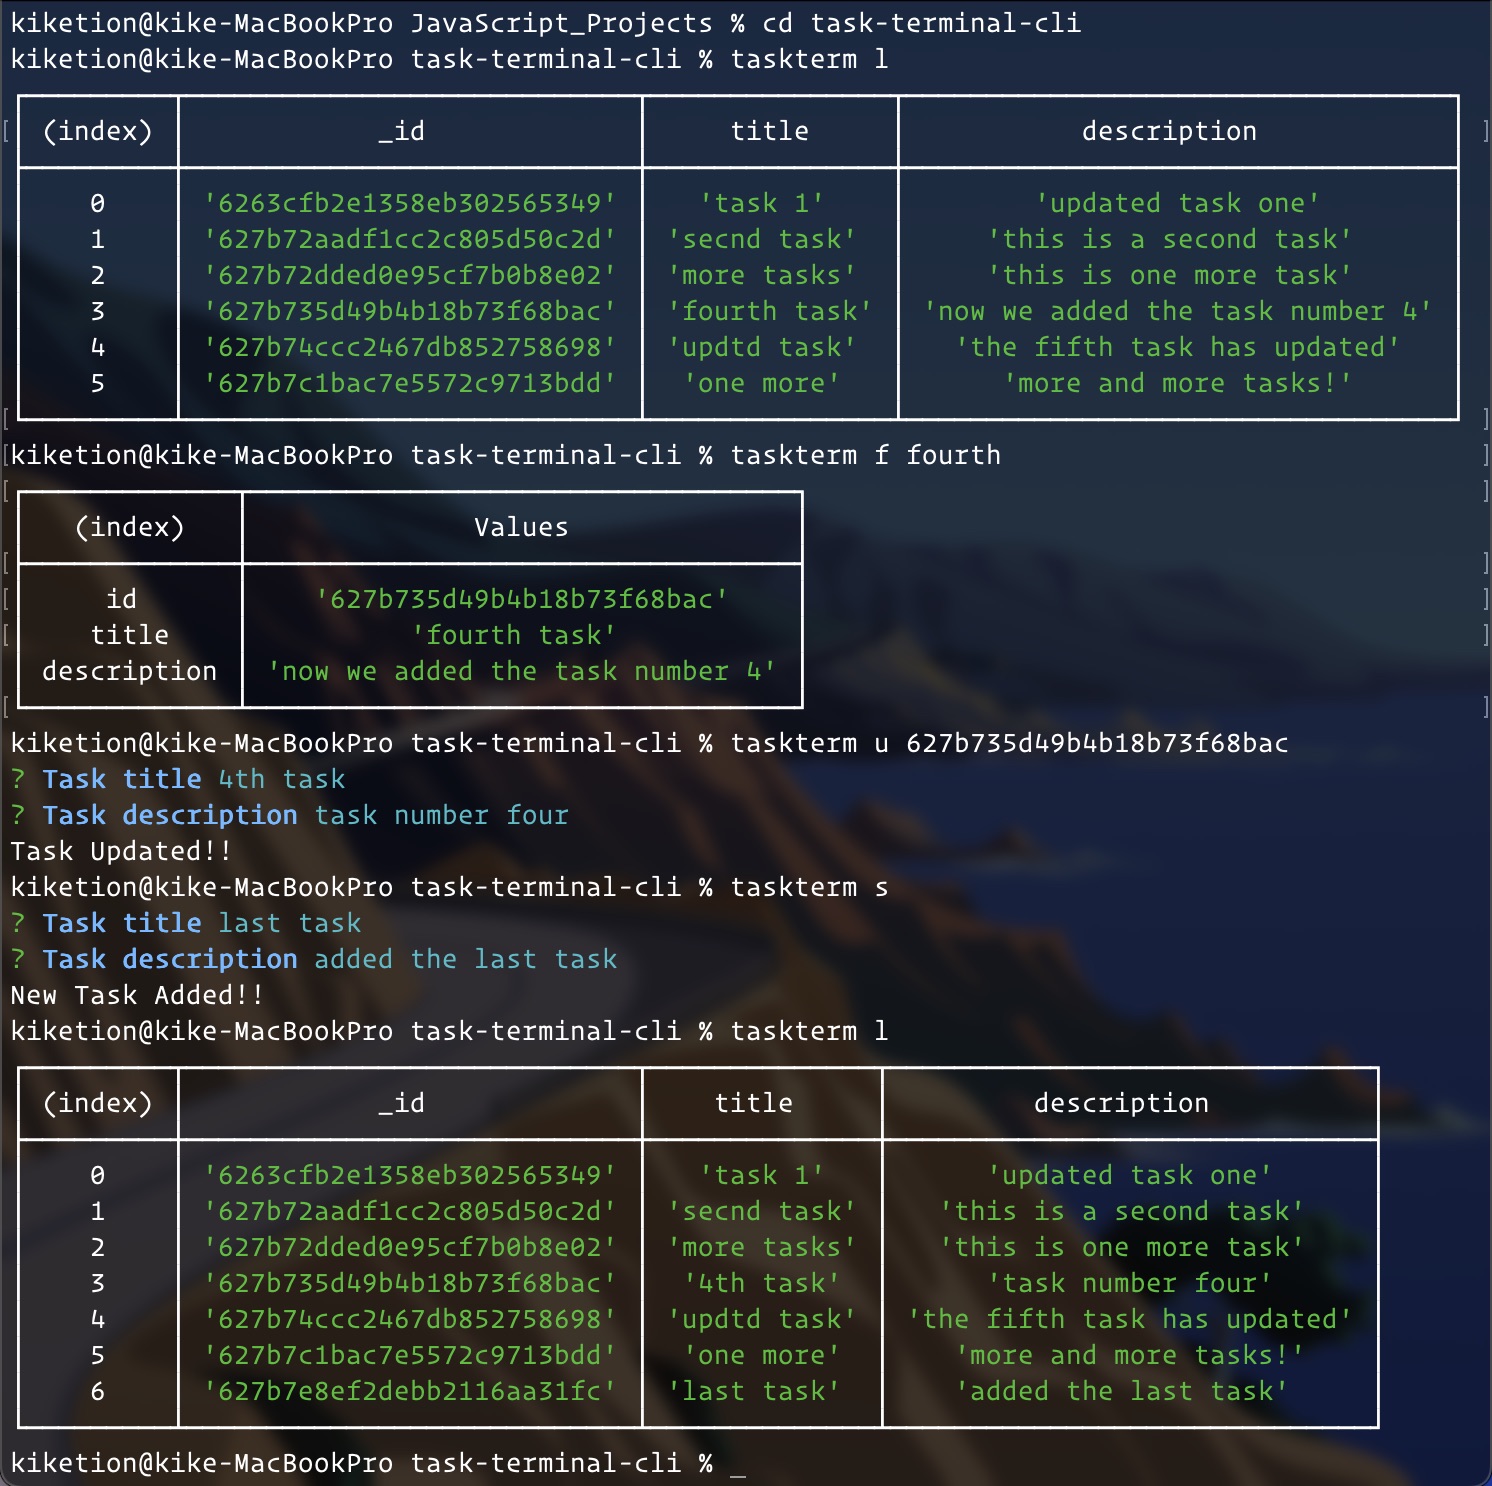 kiketion@kike-MacBookPro JavaScript_Projects % cd task-terminal-cli
kiketion@kike-MacBookPro task-terminal-cli % taskterm l
(index) _id title description
0 '6263cfb2e1358eb302565349' 'task 1' 'updated task one'
1 '627b72aadf1cc2c805d50c2d' 'secnd task' 'this is a second task'
2 '627b72dded0e95cf7b0b8e02' 'more tasks' 'this is one more task'
3 '627b735d49b4b18b73f68bac' 'fourth task' 'now we added the task number 4'
4 '627b74ccc2467db852758698' 'updtd task' 'the fifth task has updated'
5 '627b7c1bac7e5572c9713bdd' 'one more' 'more and more tasks!'
kiketion@kike-MacBookPro task-terminal-cli % taskterm f fourth
(index) Values
id '627b735d49b4b18b73f68bac'
title 'fourth task'
description 'now we added the task number 4'
kiketion@kike-MacBookPro task-terminal-cli % taskterm u 627b735d49b4b18b73f68bac
? Task title 4th task
? Task description task number four
Task Updated!!
kiketion@kike-MacBookPro task-terminal-cli % taskterm s
? Task title last task
? Task description added the last task
New Task Added!!
kiketion@kike-MacBookPro task-terminal-cli % taskterm l
(index) _id title description
0 '6263cfb2e1358eb302565349' 'task 1' 'updated task one'
1 '627b72aadf1cc2c805d50c2d' 'secnd task' 'this is a second task'
2 '627b72dded0e95cf7b0b8e02' 'more tasks' 'this is one more task'
3 '627b735d49b4b18b73f68bac' '4th task' 'task number four'
4 '627b74ccc2467db852758698' 'updtd task' 'the fifth task has updated'
5 '627b7c1bac7e5572c9713bdd' 'one more' 'more and more tasks!'
6 '627b7e8ef2debb2116aa31fc' 'last task' 'added the last task'
kiketion@kike-MacBookPro task-terminal-cli % _